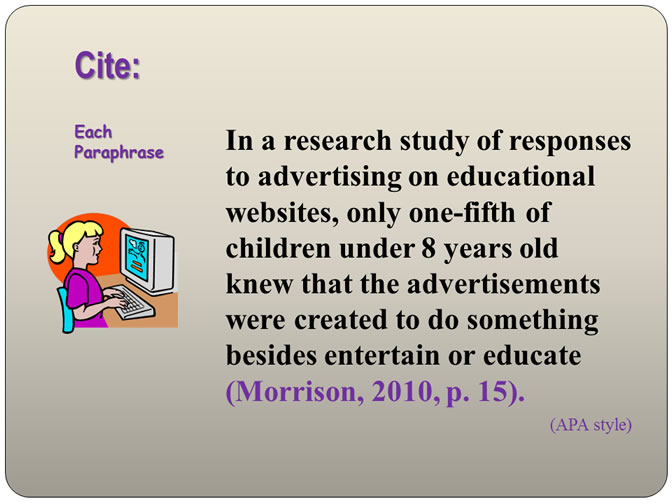 Cite:
Each
Paraphrase
In a research study of responses
to advertising on educational
websites, only one-fifth of
children under 8 years old
knew that the advertisements
were created to do something
besides entertain or educate
(Morrison, 2010, p. 15).
(APA style)